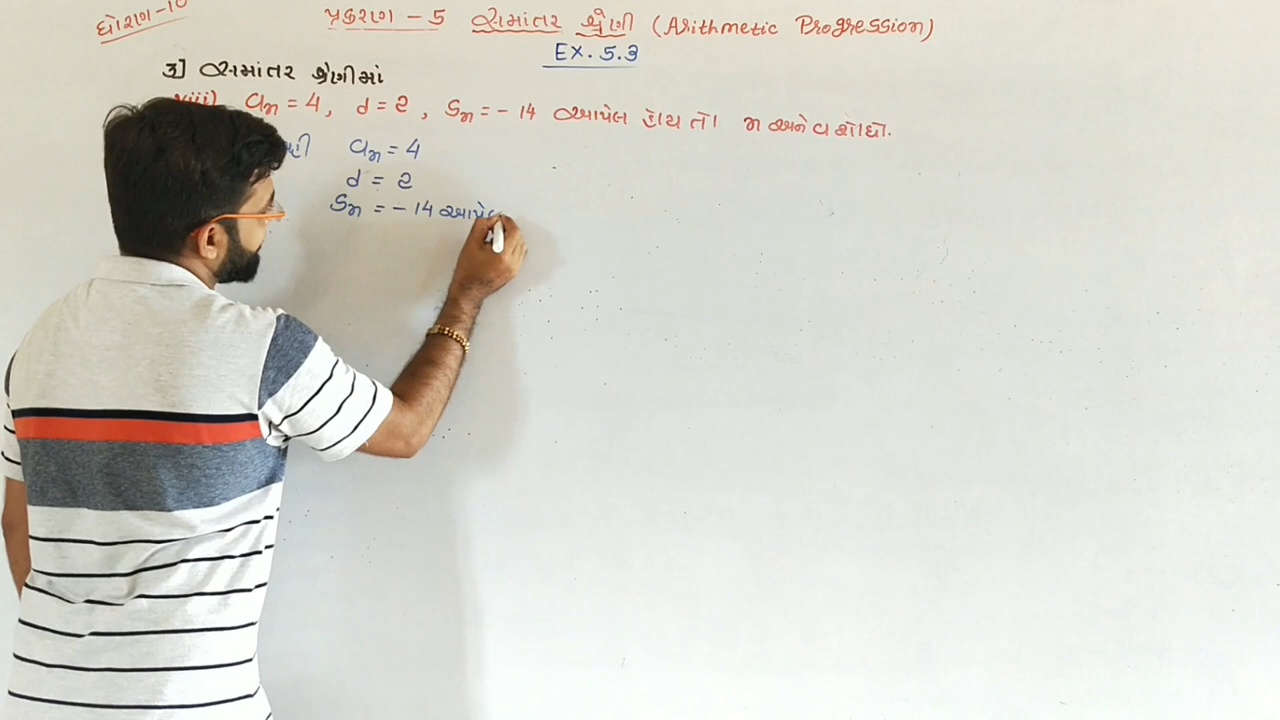 ધોરણ-10
પ્રકરણ - 5 સમાંતર શ્રેણી (Arithmetic Progression)
EX. 5.3
3] સમાંતર શ્રેણીમાં
viii) an = 4, d = 2, Sn = - 14 આપેલ હોય તો n અને a શોધો.
an = 4
d = 2
Sn = - 14 આપેલ